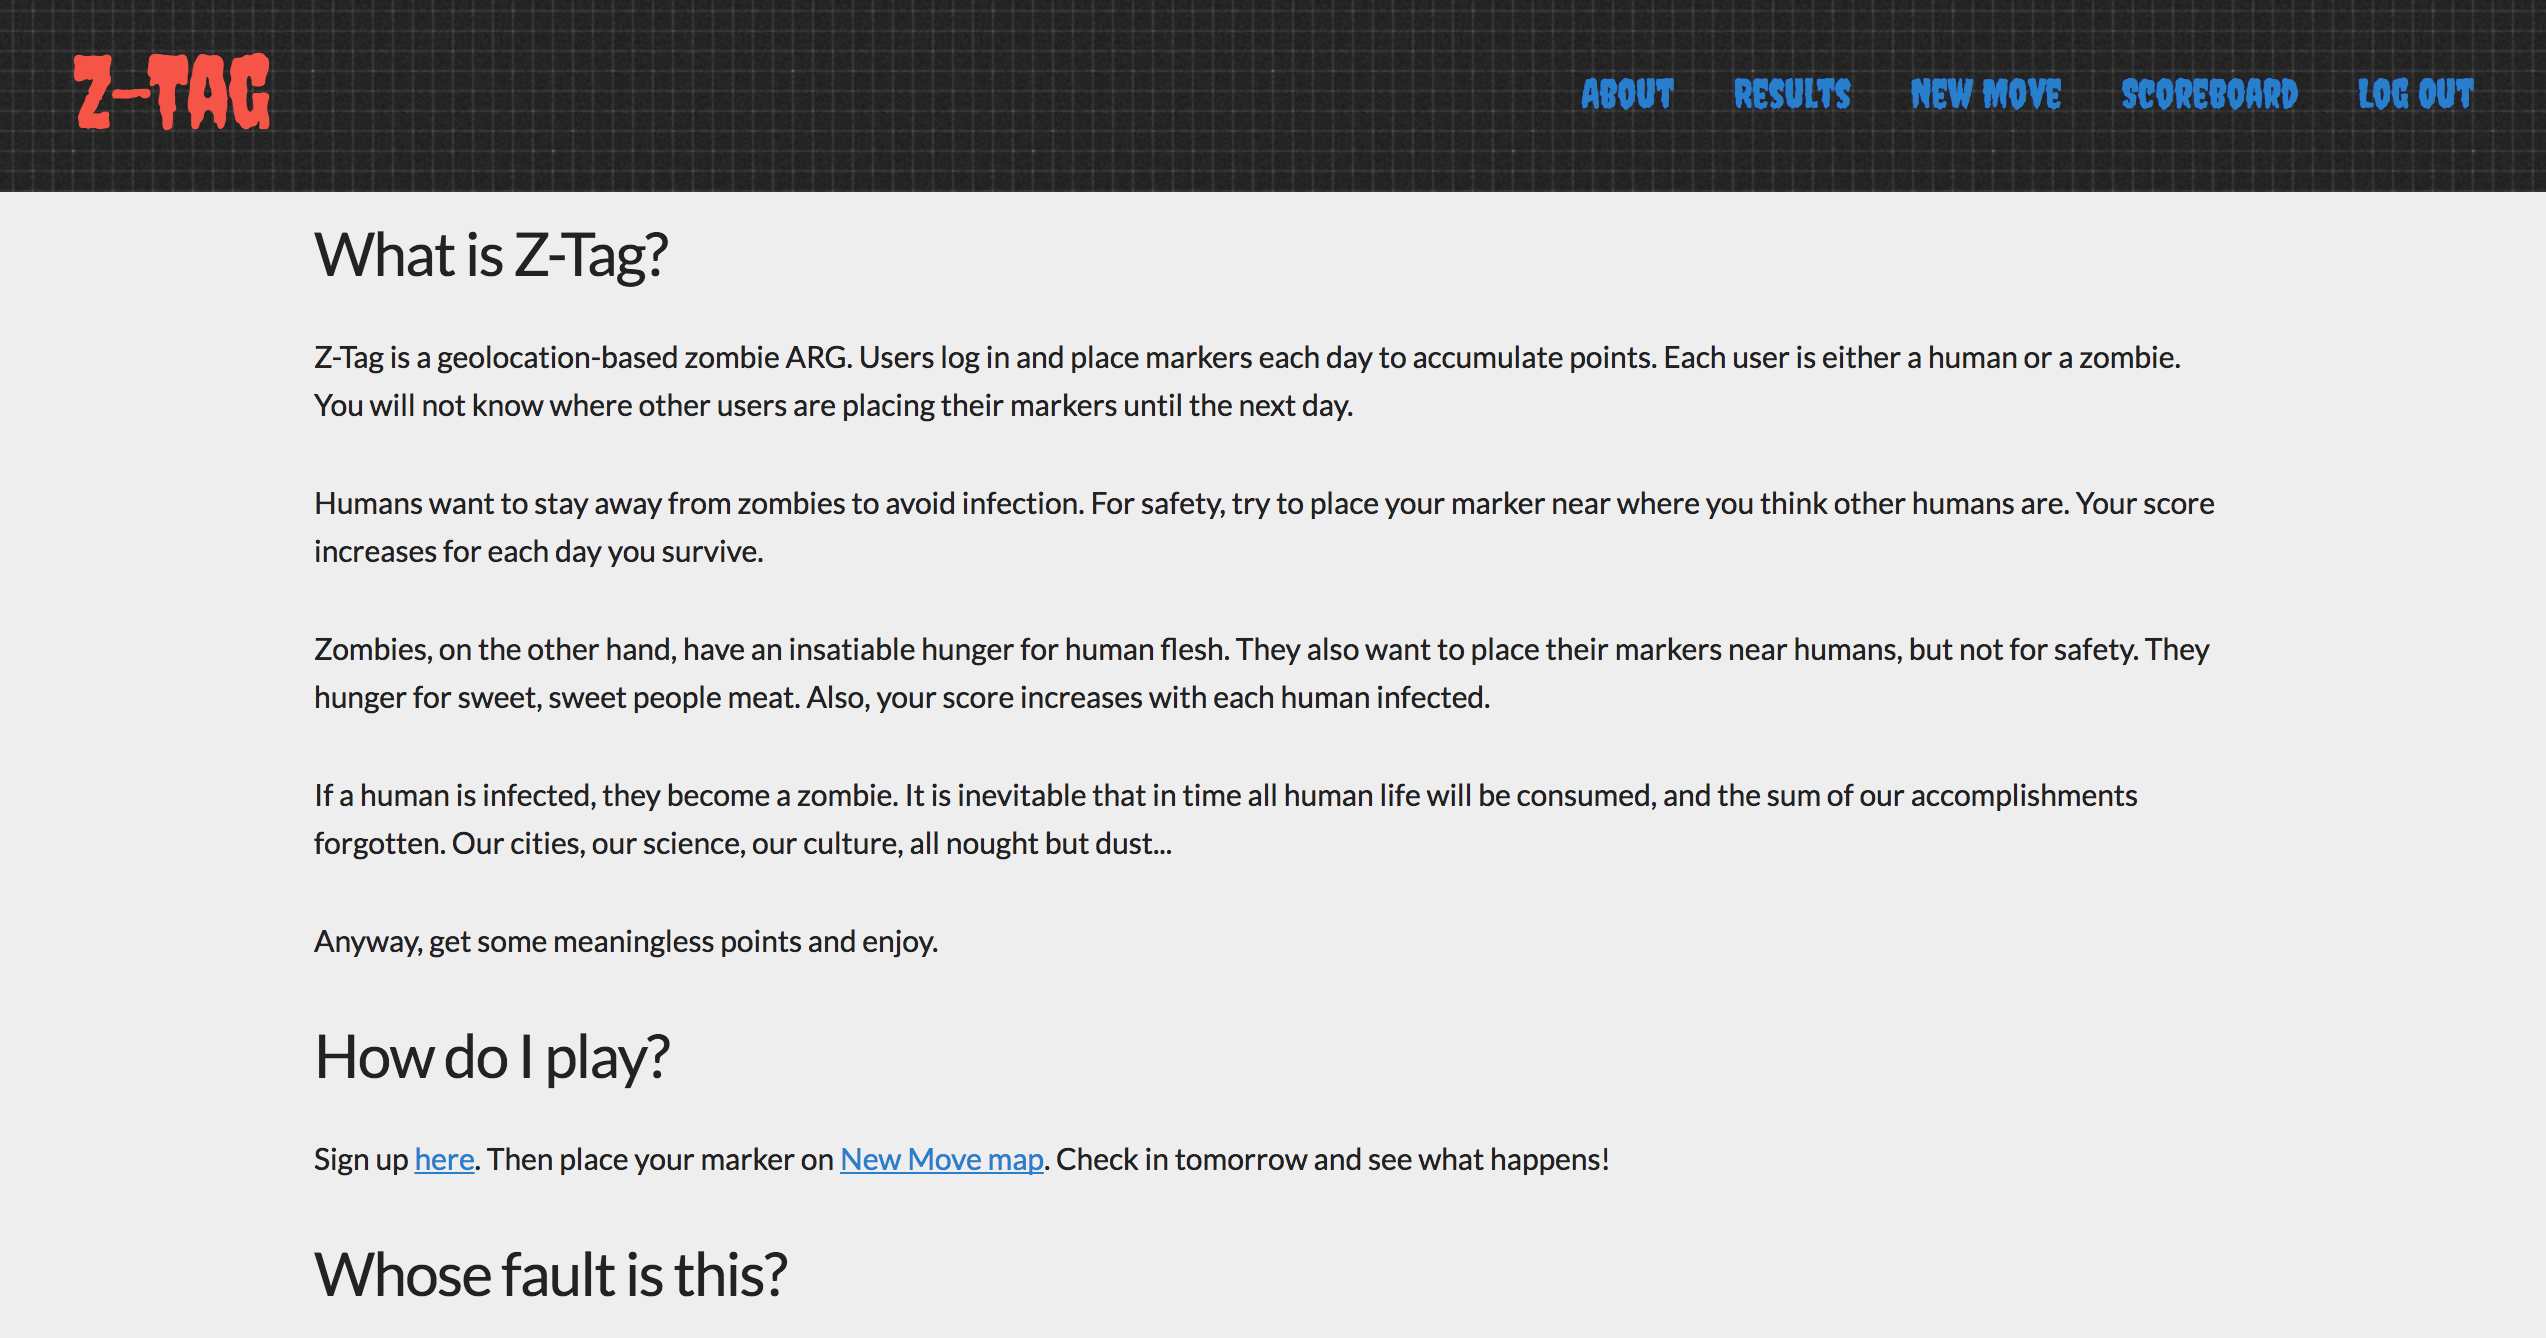 Z-TAG
ABOUT RESULTS NEW MOVE SCOREBOARD LOG OUT
What is Z-Tag?
Z-Tag is a geolocation-based zombie ARG. Users log in and place markers each day to accumulate points. Each user is either a human or a zombie.
You will not know where other users are placing their markers until the next day.
Humans want to stay away from zombies to avoid infection. For safety, try to place your marker near where you think other humans are. Your score
increases for each day you survive.
Zombies, on the other hand, have an insatiable hunger for human flesh. They also want to place their markers near humans, but not for safety. They
hunger for sweet, sweet people meat. Also, your score increases with each human infected.
If a human is infected, they become a zombie. It is inevitable that in time all human life will be consumed, and the sum of our accomplishments
forgotten. Our cities, our science, our culture, all nought but dust...
Anyway, get some meaningless points and enjoy.
How do I play?
Sign up here. Then place your marker on New Move map. Check in tomorrow and see what happens!
Whose fault is this?